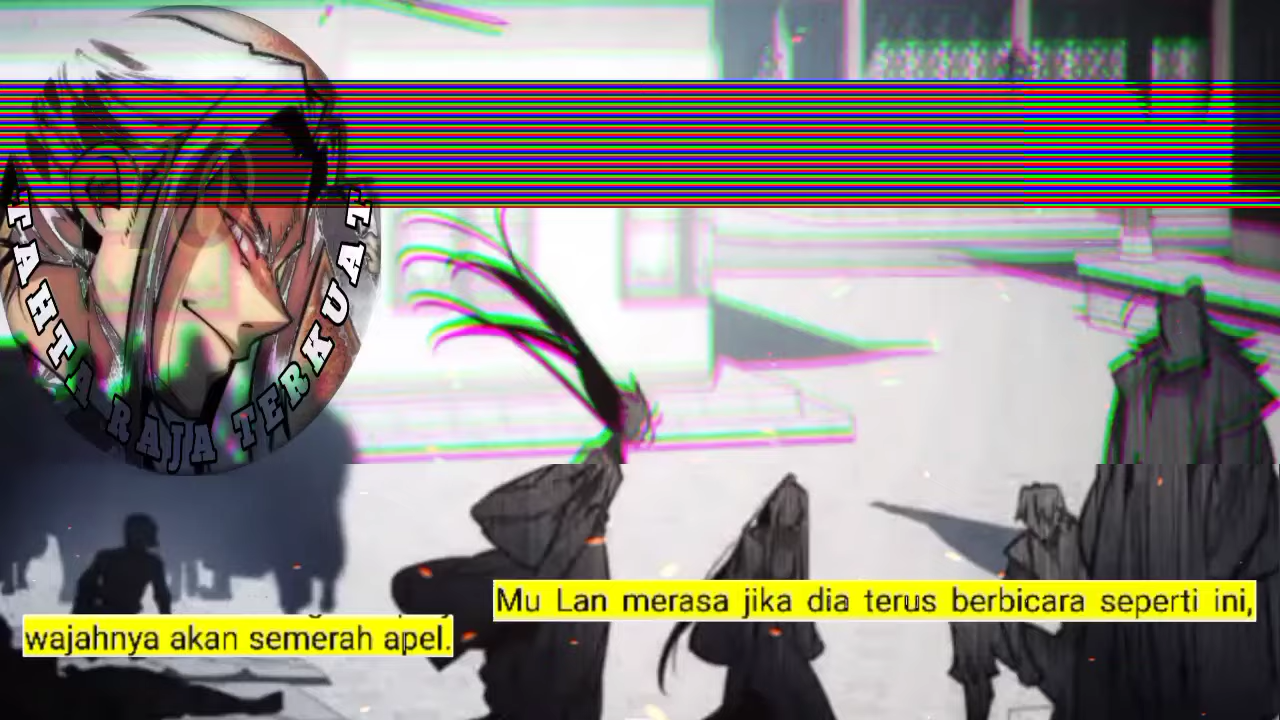 TAHTA RAJA TERKUAT
Mu Lan merasa jika dia terus berbicara seperti ini,
wajahnya akan semerah apel.